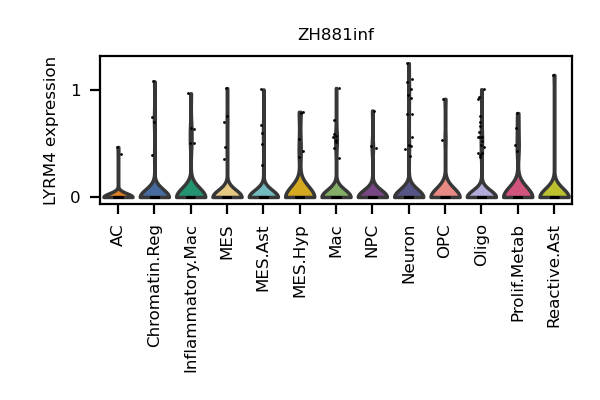 ZH881inf
LYRM4 expression
1
0
AC
Chromatin.Reg
Inflammatory.Mac
MES
MES.Ast
MES.Hyp
Mac
NPC
Neuron
OPC
Oligo
Prolif.Metab
Reactive.Ast